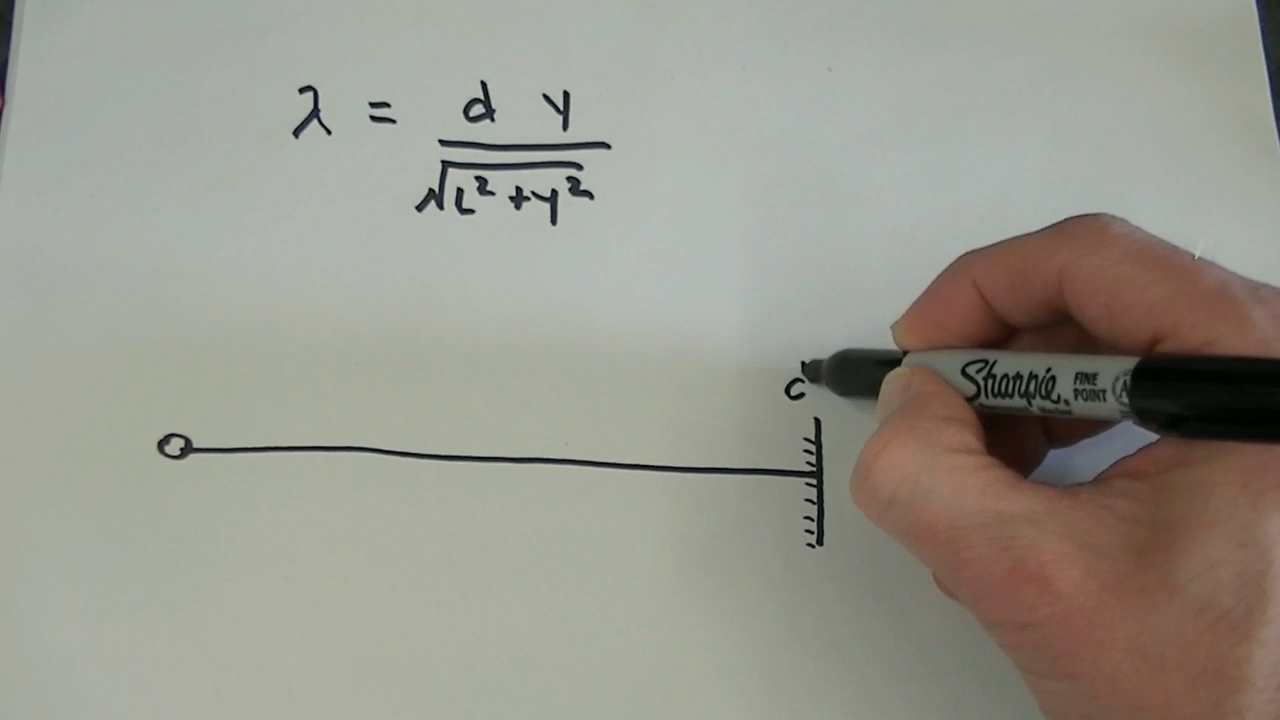 λ = d y
√L²+y²
c
Sharpie
FINE
POINT